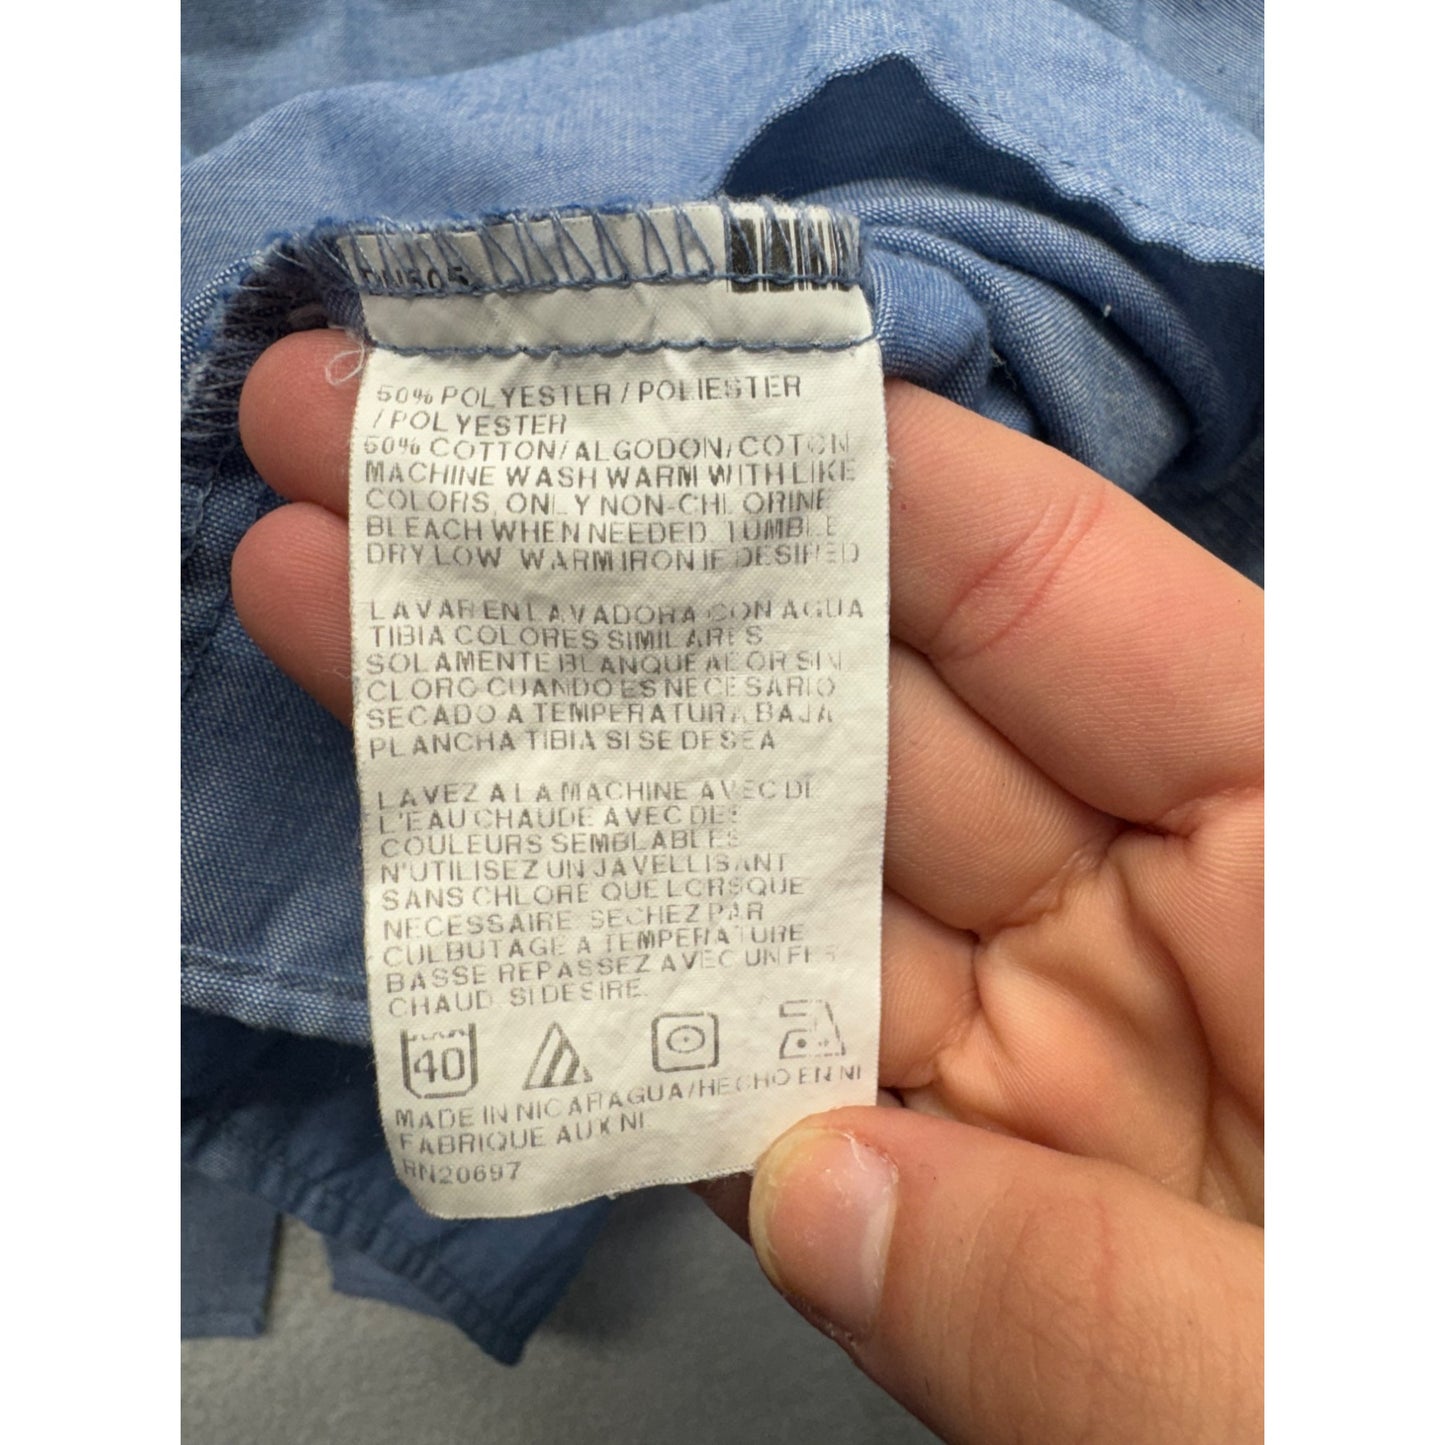 50% POLYESTER / POLIESTER
/ POLYESTER
50% COTTON/ALGODON/COTON
MACHINE WASH WARM WITH LIKE
COLORS, ONLY NON-CHLORINE
BLEACH WHEN NEEDED. TUMBLE
DRY LOW. WARM IRON IF DESIRED
LAVAR EN LAVADORA CON AGUA
TIBIA COLORES SIMILARES
SOLAMENTE BLANQUEADOR SIN
CLORO CUANDO ES NECESARIO
SECADO A TEMPERATURA BAJA
PLANCHA TIBIA SI SE DESEA
LAVEZ A LA MACHINE AVEC DE
L'EAU CHAUDE AVEC DES
COULEURS SEMBLABLES
N'UTILISEZ UN JAVELLISANT
SANS CHLORE QUE LORSQUE
NECESSAIRE SECHEZ PAR
CULBUTAGE A TEMPERATURE
BASSE REPASSEZ AVEC UN FER
CHAUD. SI DESIRE.
40
MADE IN NICARAGUA/HECHO EN NI
FABRIQUE AUX NI
RN20697